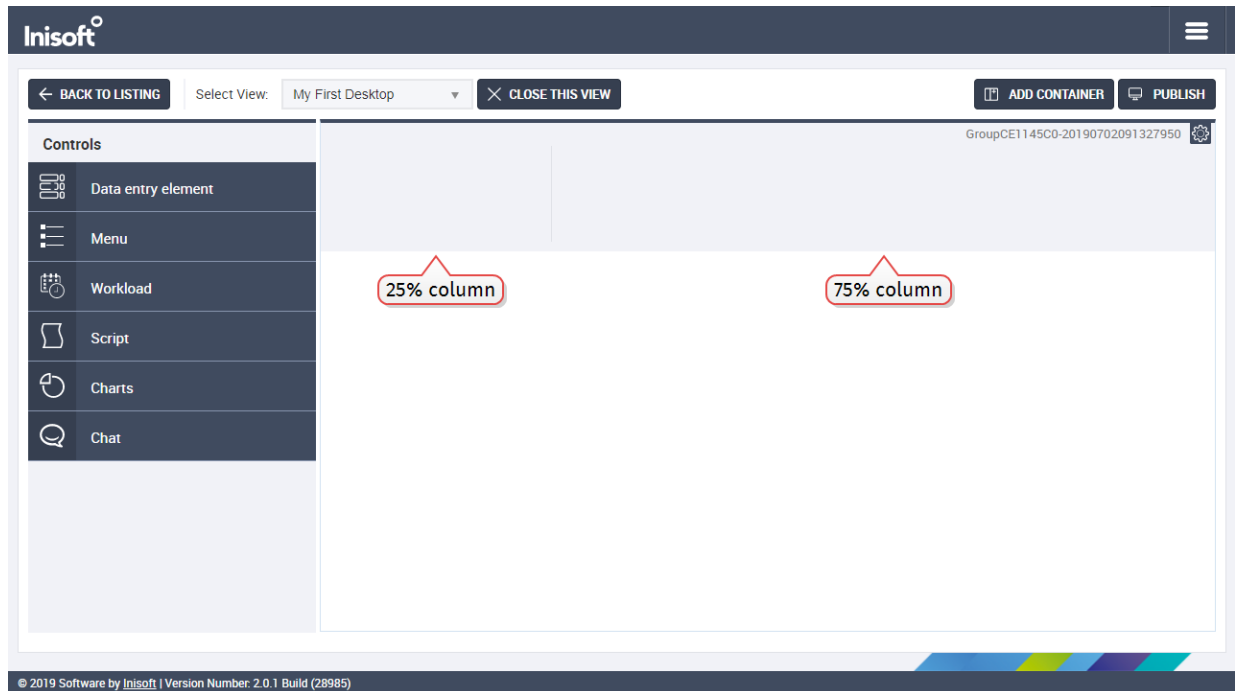 Inisoft
BACK TO LISTING
Select View:
My First Desktop
CLOSE THIS VIEW
ADD CONTAINER
PUBLISH
Controls
GroupCE1145C0-20190702091327950
Data entry element
Menu
Workload
Script
Charts
Chat
25% column
75% column
© 2019 Software by Inisoft | Version Number: 2.0.1 Build (28985)